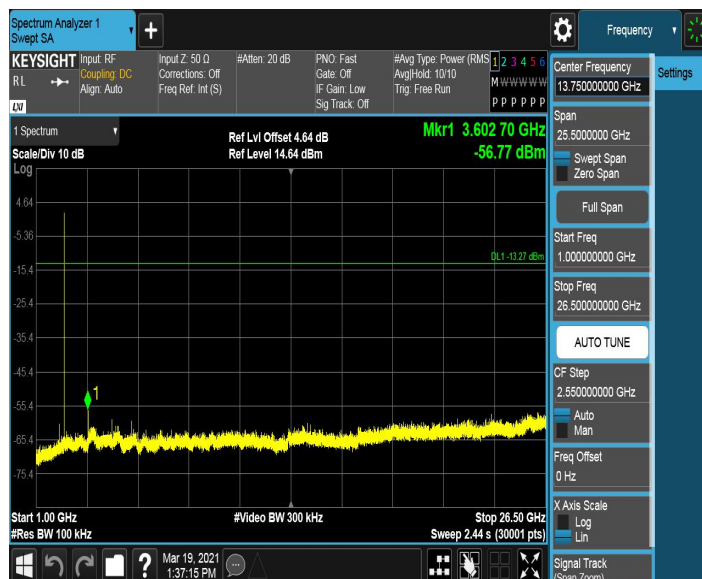 Spectrum Analyzer 1
Swept SA
Frequency
KEYSIGHT
R L
LXI
Input: RF
Coupling: DC
Align: Auto
Input Z: 50 Ω
Corrections: Off
Freq Ref: Int (S)
#Atten: 20 dB
PNO: Fast
Gate: Off
IF Gain: Low
Sig Track: Off
#Avg Type: Power (RMS
Avg|Hold: 10/10
Trig: Free Run
1 2 3 4 5 6
M W W W W W
P P P P P P
1 Spectrum
Scale/Div 10 dB
Log
Ref Lvl Offset 4.64 dB
Ref Level 14.64 dBm
Mkr1 3.602 70 GHz
-56.77 dBm
4.64
-5.36
-15.4
-25.4
-35.4
-45.4
-55.4
-65.4
-75.4
DL1 -13.27 dBm
1
Start 1.00 GHz
#Res BW 100 kHz
#Video BW 300 kHz
Stop 26.50 GHz
Sweep 2.44 s (30001 pts)
Mar 19, 2021
1:37:15 PM
Center Frequency
13.750000000 GHz
Span
25.5000000 GHz
Swept Span
Zero Span
Full Span
Start Freq
1.000000000 GHz
Stop Freq
26.500000000 GHz
AUTO TUNE
CF Step
2.550000000 GHz
Auto
Man
Freq Offset
0 Hz
X Axis Scale
Log
Lin
Signal Track
(Span Zoom)
Settings